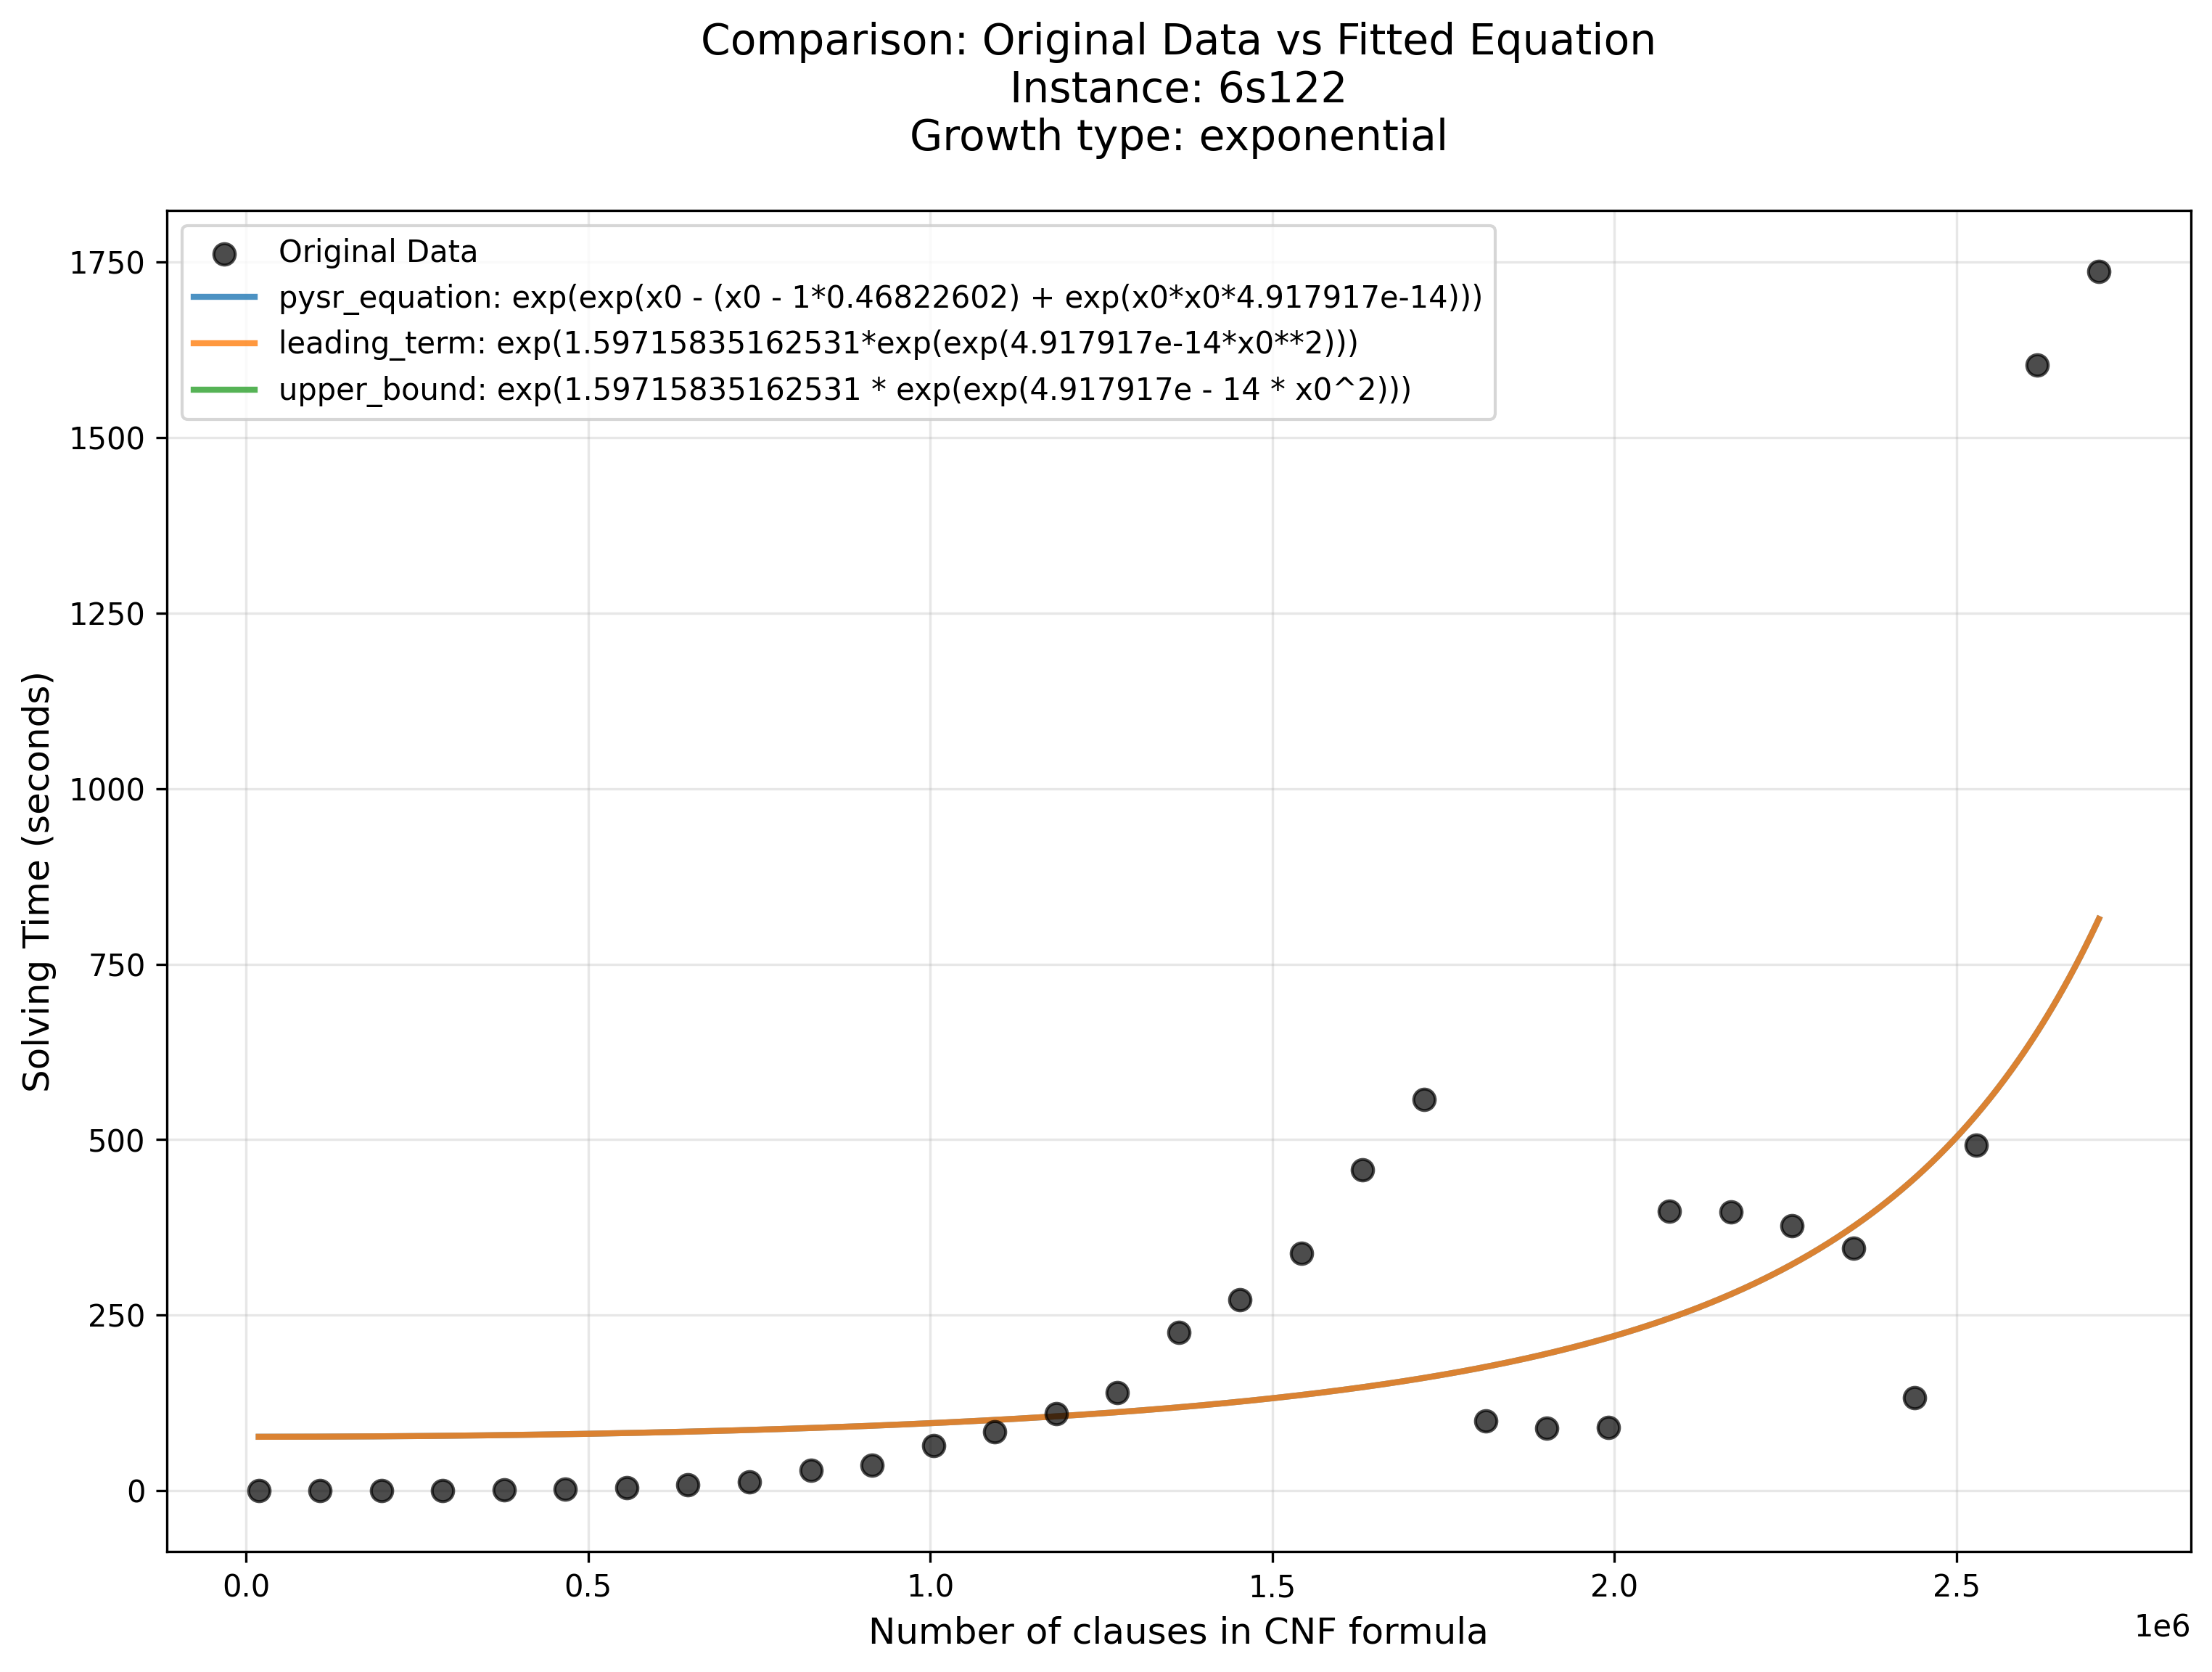 Comparison: Original Data vs Fitted Equation
Instance: 6s122
Growth type: exponential
Original Data
pysr_equation: exp(exp(x0 - (x0 - 1*0.46822602) + exp(x0*x0*4.917917e-14)))
leading_term: exp(1.59715835162531*exp(exp(4.917917e-14*x0**2)))
upper_bound: exp(1.59715835162531 * exp(exp(4.917917e - 14 * x0^2)))
Solving Time (seconds)
1750
1500
1250
1000
750
500
250
0
0.0 0.5 1.0 1.5 2.0 2.5
1e6
Number of clauses in CNF formula